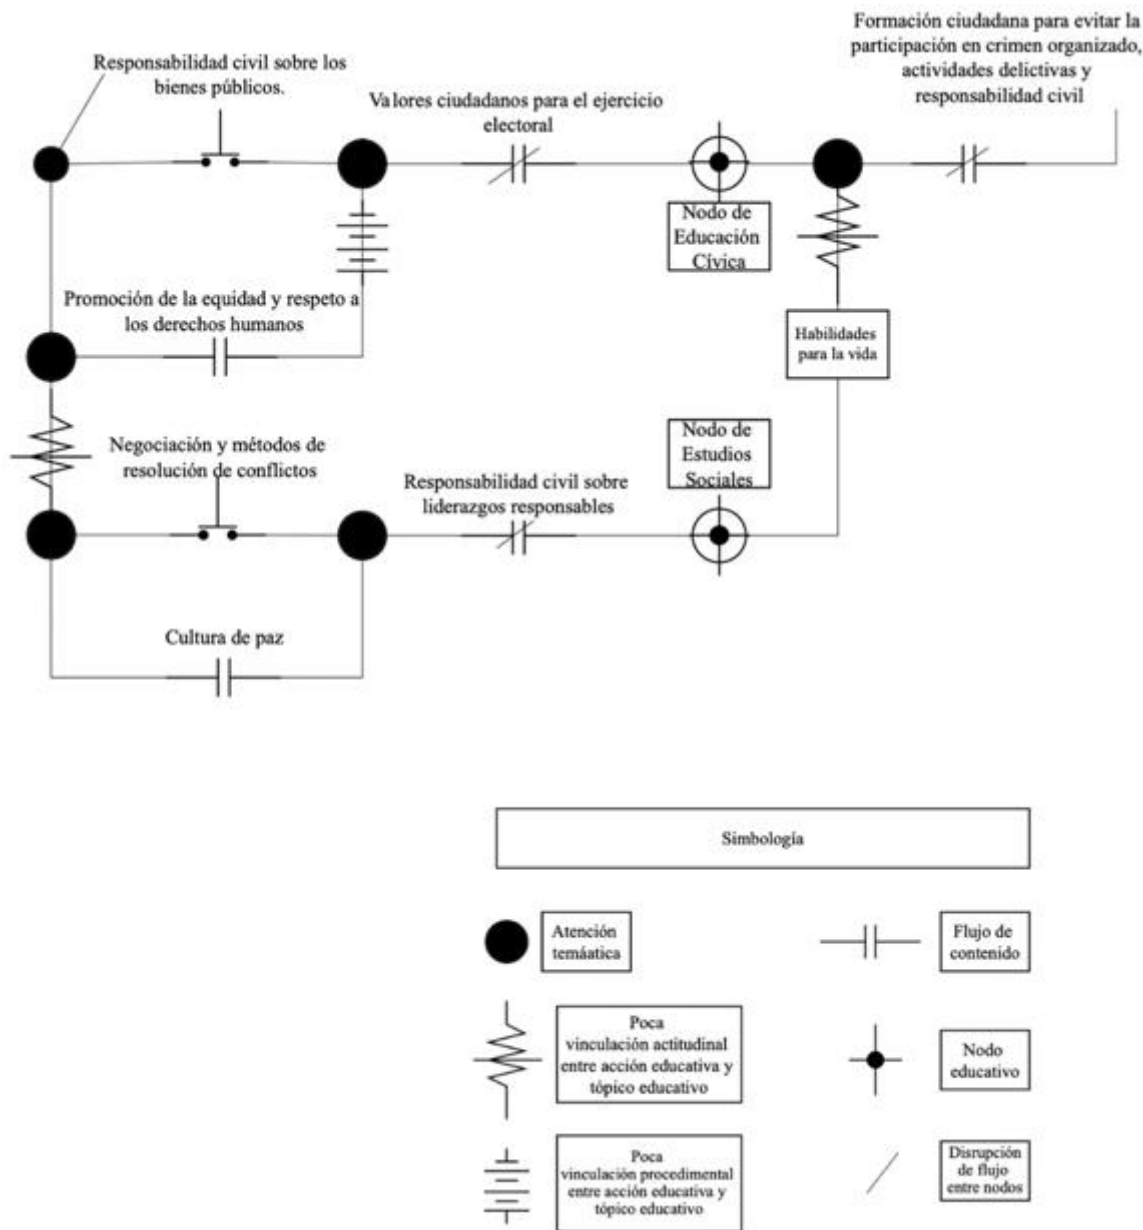 Formación ciudadana para evitar la
participación en crimen organizado,
actividades delictivas y
responsabilidad civil
Responsabilidad civil sobre los
bienes públicos.
Valores ciudadanos para el ejercicio
electoral
Nodo de
Educación
Cívica
Promoción de la equidad y respeto a
los derechos humanos
Habilidades
para la vida
Negociación y métodos de
resolución de conflictos
Nodo de
Estudios
Sociales
Responsabilidad civil sobre
liderazgos responsables
Cultura de paz
Simbología
Atención
temáatica
Flujo de
contenido
Poca
vinculación actitudinal
entre acción educativa y
tópico educativo
Nodo
educativo
Poca
vinculación procedimental
entre acción educativa y
tópico educativo
Disrupción
de flujo
entre nodos